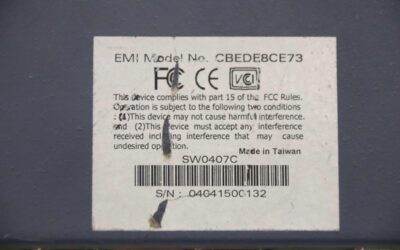 EMI Model No. CBEDE8CE73
FC CE VCI
This device complies with part 15 of the FCC Rules.
Operation is subject to the following two conditions
: (1)This device may not cause harmful interference.
and (2)This device must accept any interference
received including interference that may cause
undesired operation.
Made in Taiwan
SW0407C
S/N : 04041500132